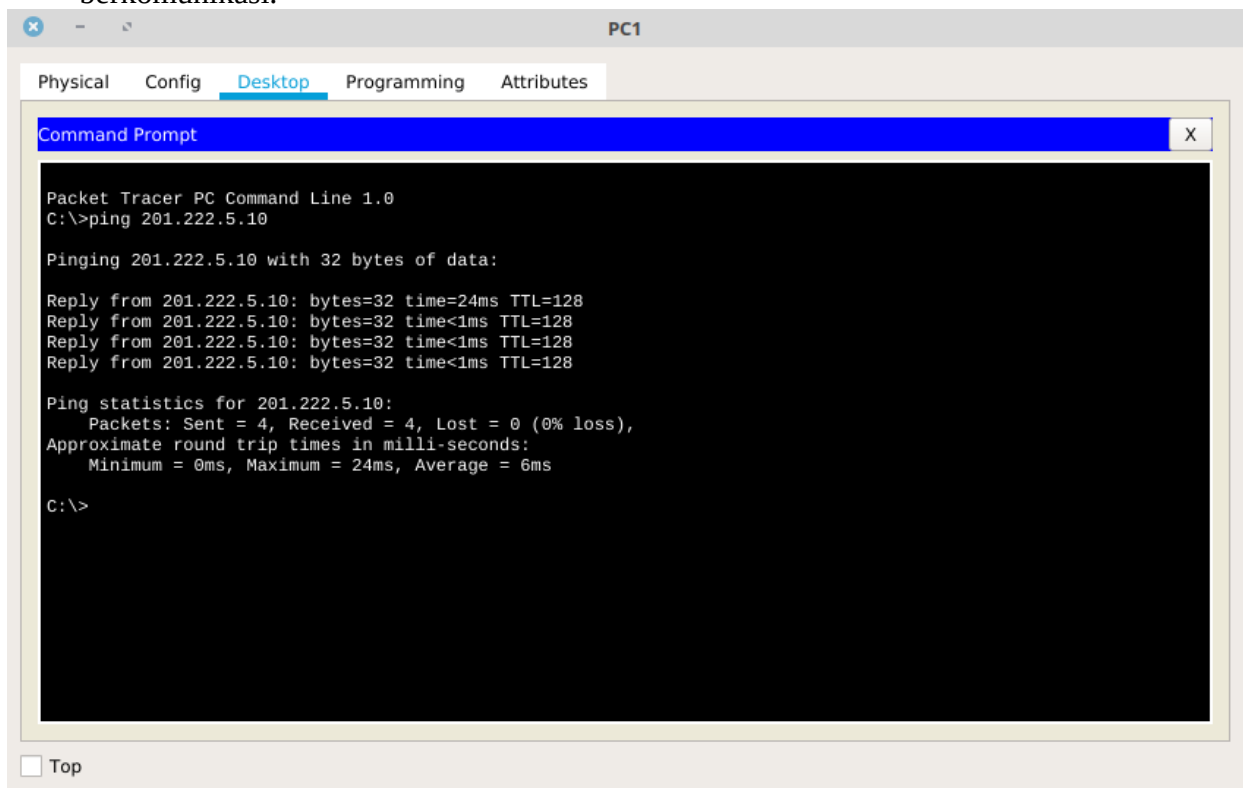 berkomunikasi.
PC1
Physical Config Desktop Programming Attributes
Command Prompt X
Packet Tracer PC Command Line 1.0
C:\>ping 201.222.5.10
Pinging 201.222.5.10 with 32 bytes of data:
Reply from 201.222.5.10: bytes=32 time=24ms TTL=128
Reply from 201.222.5.10: bytes=32 time<1ms TTL=128
Reply from 201.222.5.10: bytes=32 time<1ms TTL=128
Reply from 201.222.5.10: bytes=32 time<1ms TTL=128
Ping statistics for 201.222.5.10:
Packets: Sent = 4, Received = 4, Lost = 0 (0% loss),
Approximate round trip times in milli-seconds:
Minimum = 0ms, Maximum = 24ms, Average = 6ms
C:\>
Top